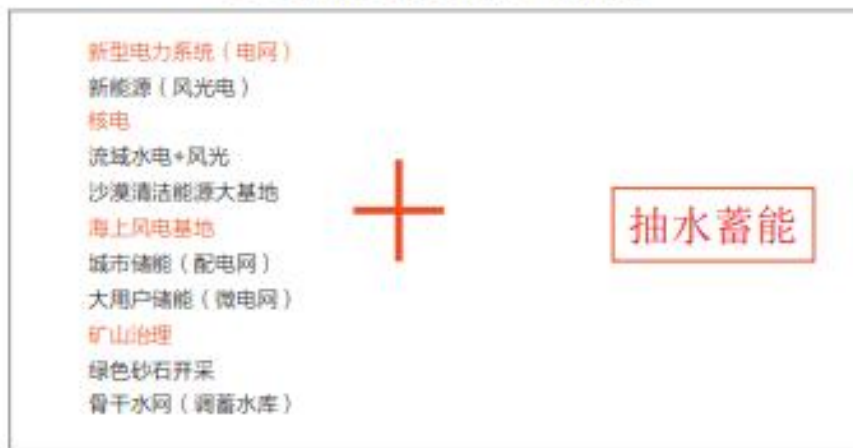 新型电力系统（电网）
新能源（风光电）
核电
流域水电+风光
沙漠清洁能源大基地
海上风电基地
城市储能（配电网）
大用户储能（微电网）
矿山治理
绿色砂石开采
骨干水网（调蓄水库）
抽水蓄能